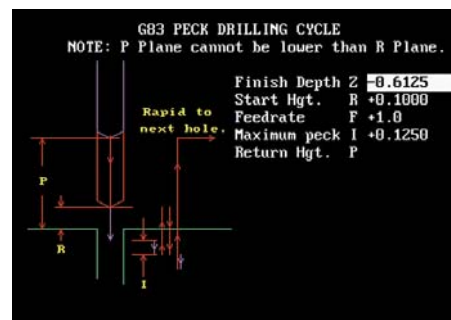 G83 PECK DRILLING CYCLE
NOTE: P Plane cannot be lower than R Plane.
Finish Depth Z -0.6125
Start Hgt. R +0.1000
Feedrate F +1.0
Maximum peck I +0.1250
Return Hgt. P
Rapid to
next hole.
P
R
I